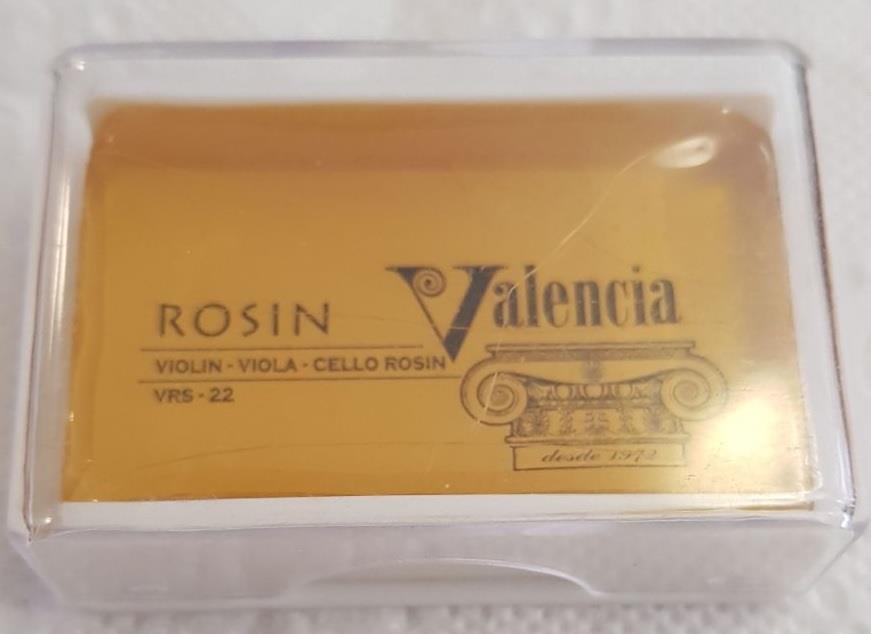 Valencia
ROSIN
VIOLIN - VIOLA - CELLO ROSIN
VRS - 22
desde 1972